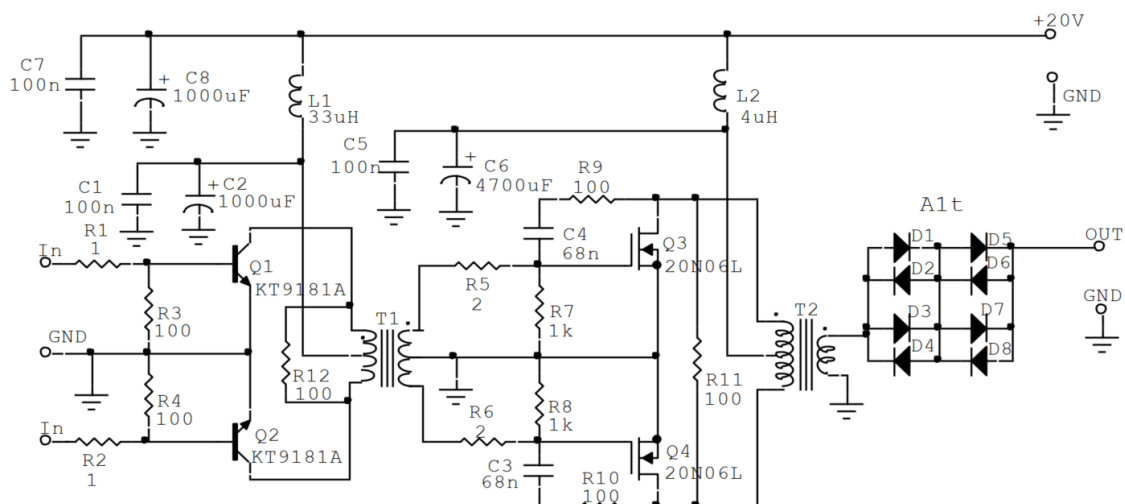 +20V
C7
100n
+
C8
1000uF
L1
33uH
L2
4uH
GND
C1
100n
+
C2
1000uF
C5
100n
+
C6
4700uF
R9
100
A1t
R1
1
In
Q1
KT9181A
C4
68n
Q3
20N06L
D1
D5
OUT
D2
D6
R5
2
R3
100
R7
1k
GND
T1
T2
D3
D7
GND
D4
D8
R12
100
R11
100
R4
100
R6
2
R8
1k
In
Q2
KT9181A
R2
1
C3
68n
R10
100
Q4
20N06L